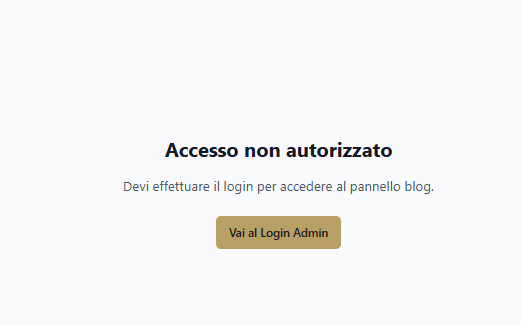 Accesso non autorizzato
Devi effettuare il login per accedere al pannello blog.
Vai al Login Admin